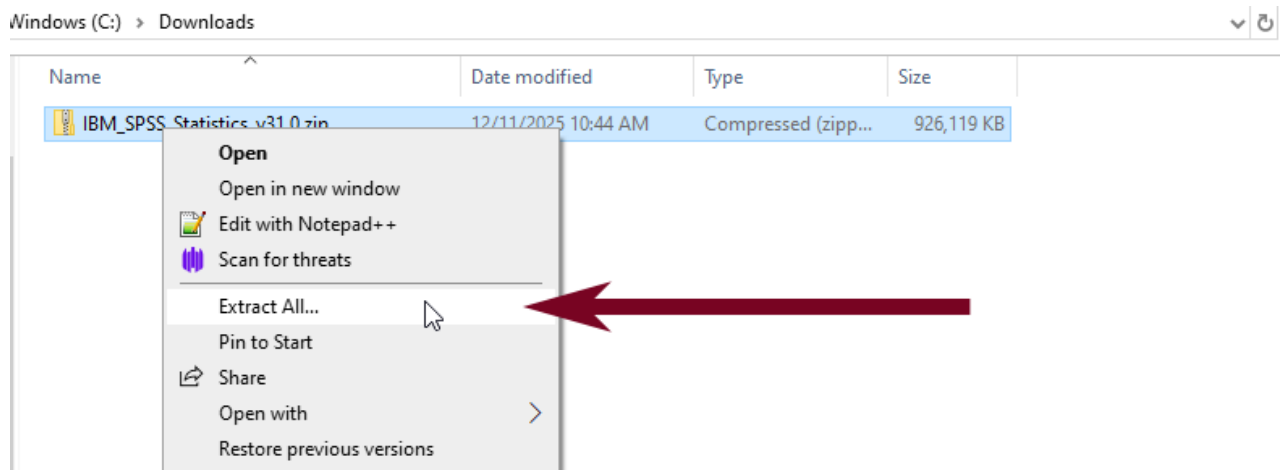 Windows (C:) > Downloads
Name Date modified Type Size
IBM_SPSS_Statistics_v31.0.zip 12/11/2025 10:44 AM Compressed (zipp... 926,119 KB
Open
Open in new window
Edit with Notepad++
Scan for threats
Extract All...
Pin to Start
Share
Open with
Restore previous versions